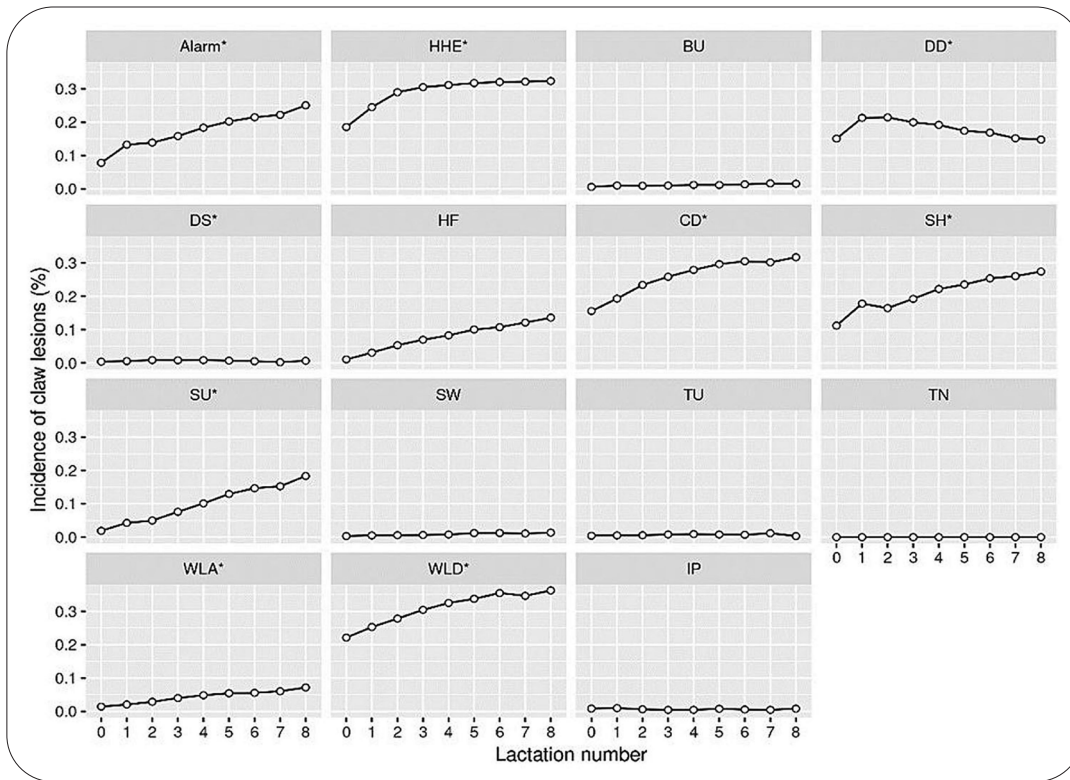 Alarm* HHE* BU DD*
0.3
0.2
0.1
0.0
DS* HF CD* SH*
0.3
0.2
0.1
0.0
SU* SW TU TN
0.3
0.2
0.1
0.0
0 1 2 3 4 5 6 7 8
WLA* WLD* IP
0.3
0.2
0.1
0.0
0 1 2 3 4 5 6 7 8 0 1 2 3 4 5 6 7 8 0 1 2 3 4 5 6 7 8
Incidence of claw lesions (%)
Lactation number